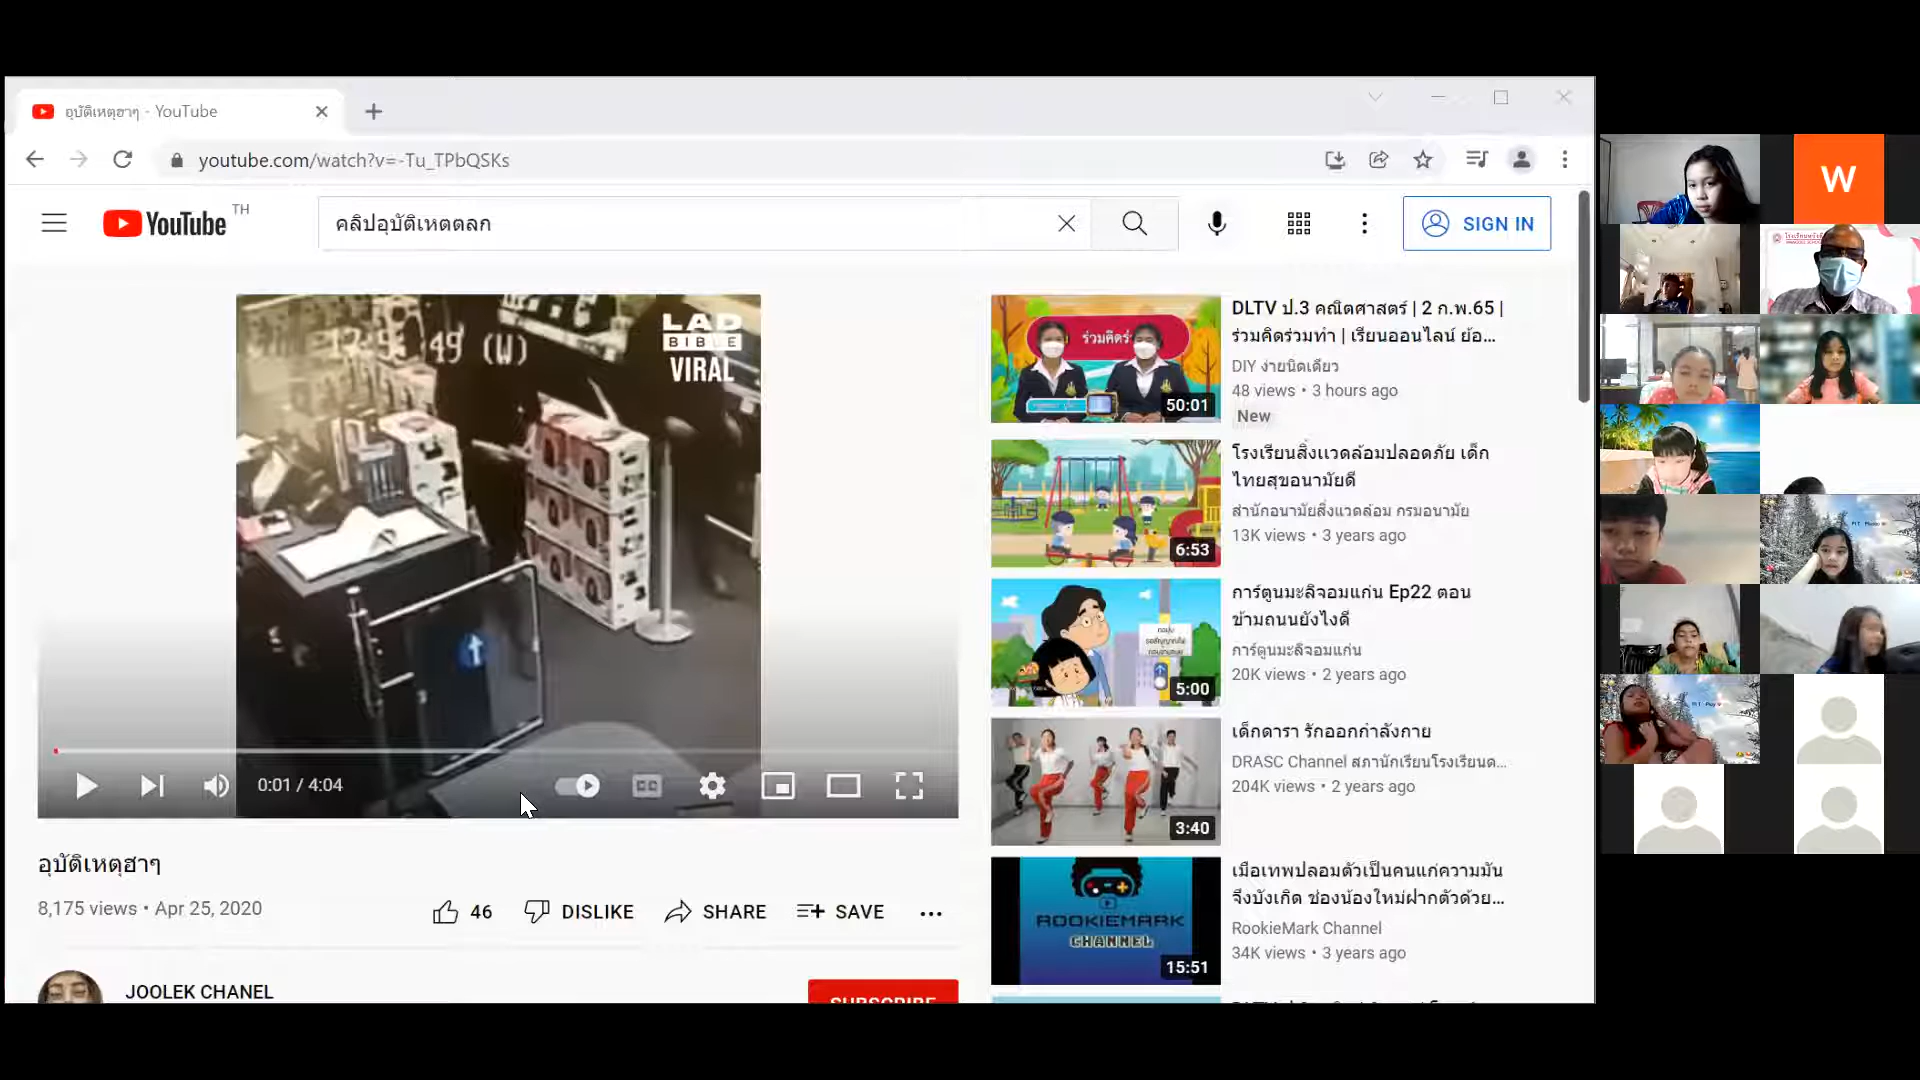 อุบัติเหตุฮาๆ - YouTube
youtube.com/watch?v=-Tu_TPbQSKs
YouTube TH
คลิปอุบัติเหตตลก
SIGN IN
49 (W)
LAD
BIBLE
VIRAL
0:01 / 4:04
อุบัติเหตุฮาๆ
8,175 views • Apr 25, 2020
46
DISLIKE
SHARE
SAVE
JOOLEK CHANEL
SUBSCRIBE
50:01
DLTV ป.3 คณิตศาสตร์ | 2 ก.พ.65 |
ร่วมคิดร่วมทำ | เรียนออนไลน์ ย้อ...
DIY ง่ายนิดเดียว
48 views • 3 hours ago
New
6:53
โรงเรียนสิ่งแวดล้อมปลอดภัย เด็ก
ไทยสุขอนามัยดี
สำนักอนามัยสิ่งแวดล้อม กรมอนามัย
13K views • 3 years ago
5:00
การ์ตูนมะลิจอมแก่น Ep22 ตอน
ข้ามถนนยังไงดี
การ์ตูนมะลิจอมแก่น
20K views • 2 years ago
3:40
เด็กดารา รักออกกำลังกาย
DRASC Channel สภานักเรียนโรงเรียนด...
204K views • 2 years ago
ROOKIEMARK
CHANNEL
15:51
เมื่อเทพปลอมตัวเป็นคนแก่ความมัน
จึงบังเกิด ช่องน้องใหม่ฝากตัวด้วย...
RookieMark Channel
34K views • 3 years ago
W